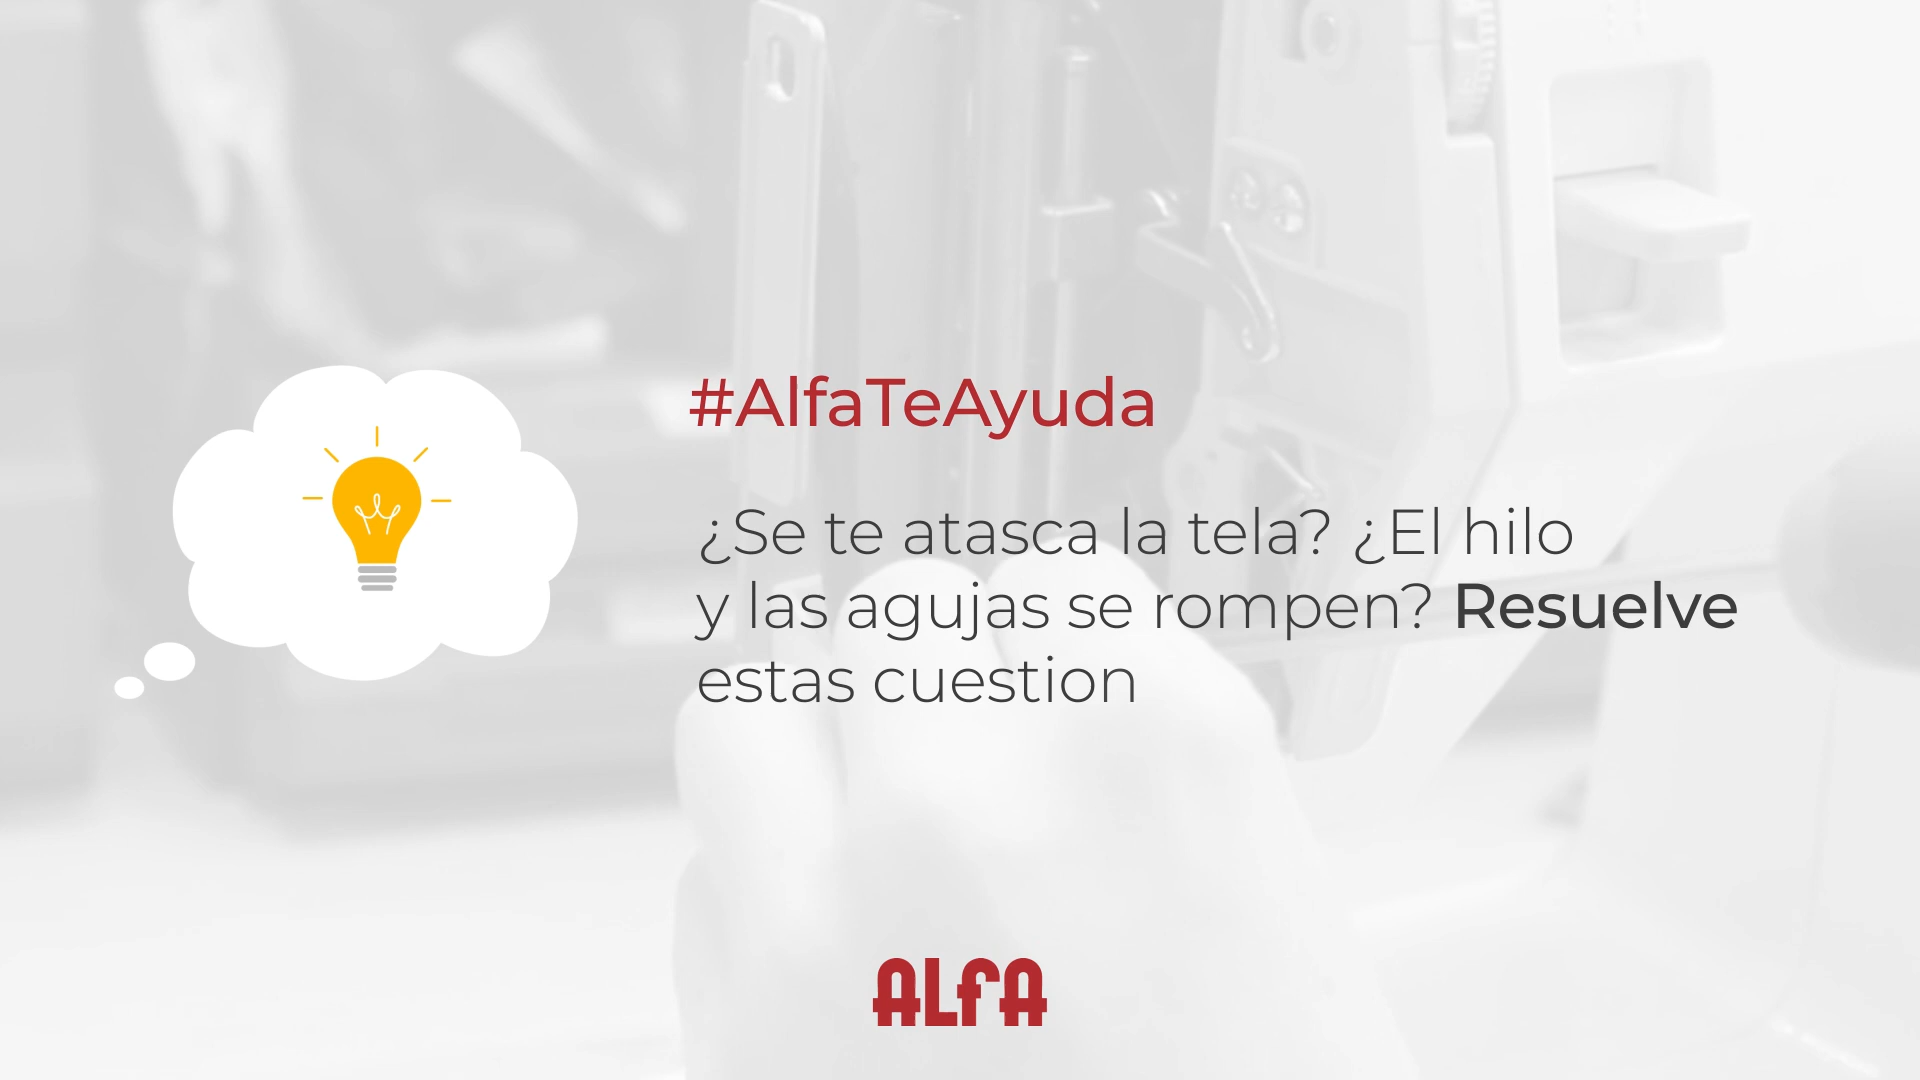 #AlfaTeAyuda
¿Se te atasca la tela? ¿El hilo
y las agujas se rompen? Resuelve
estas cuestion
ALFA